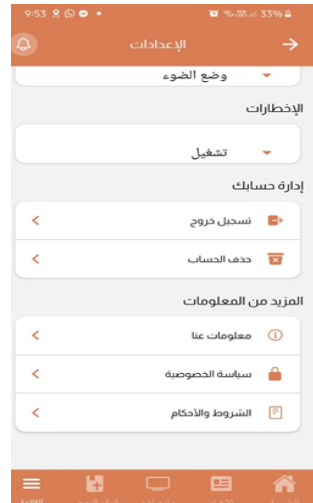 9:53 33%
الإعدادات
وضع الضوء
الإخطارات
تشغيل
إدارة حسابك
تسجيل خروج
حذف الحساب
المزيد من المعلومات
معلومات عنا
سياسة الخصوصية
الشروط والأحكام